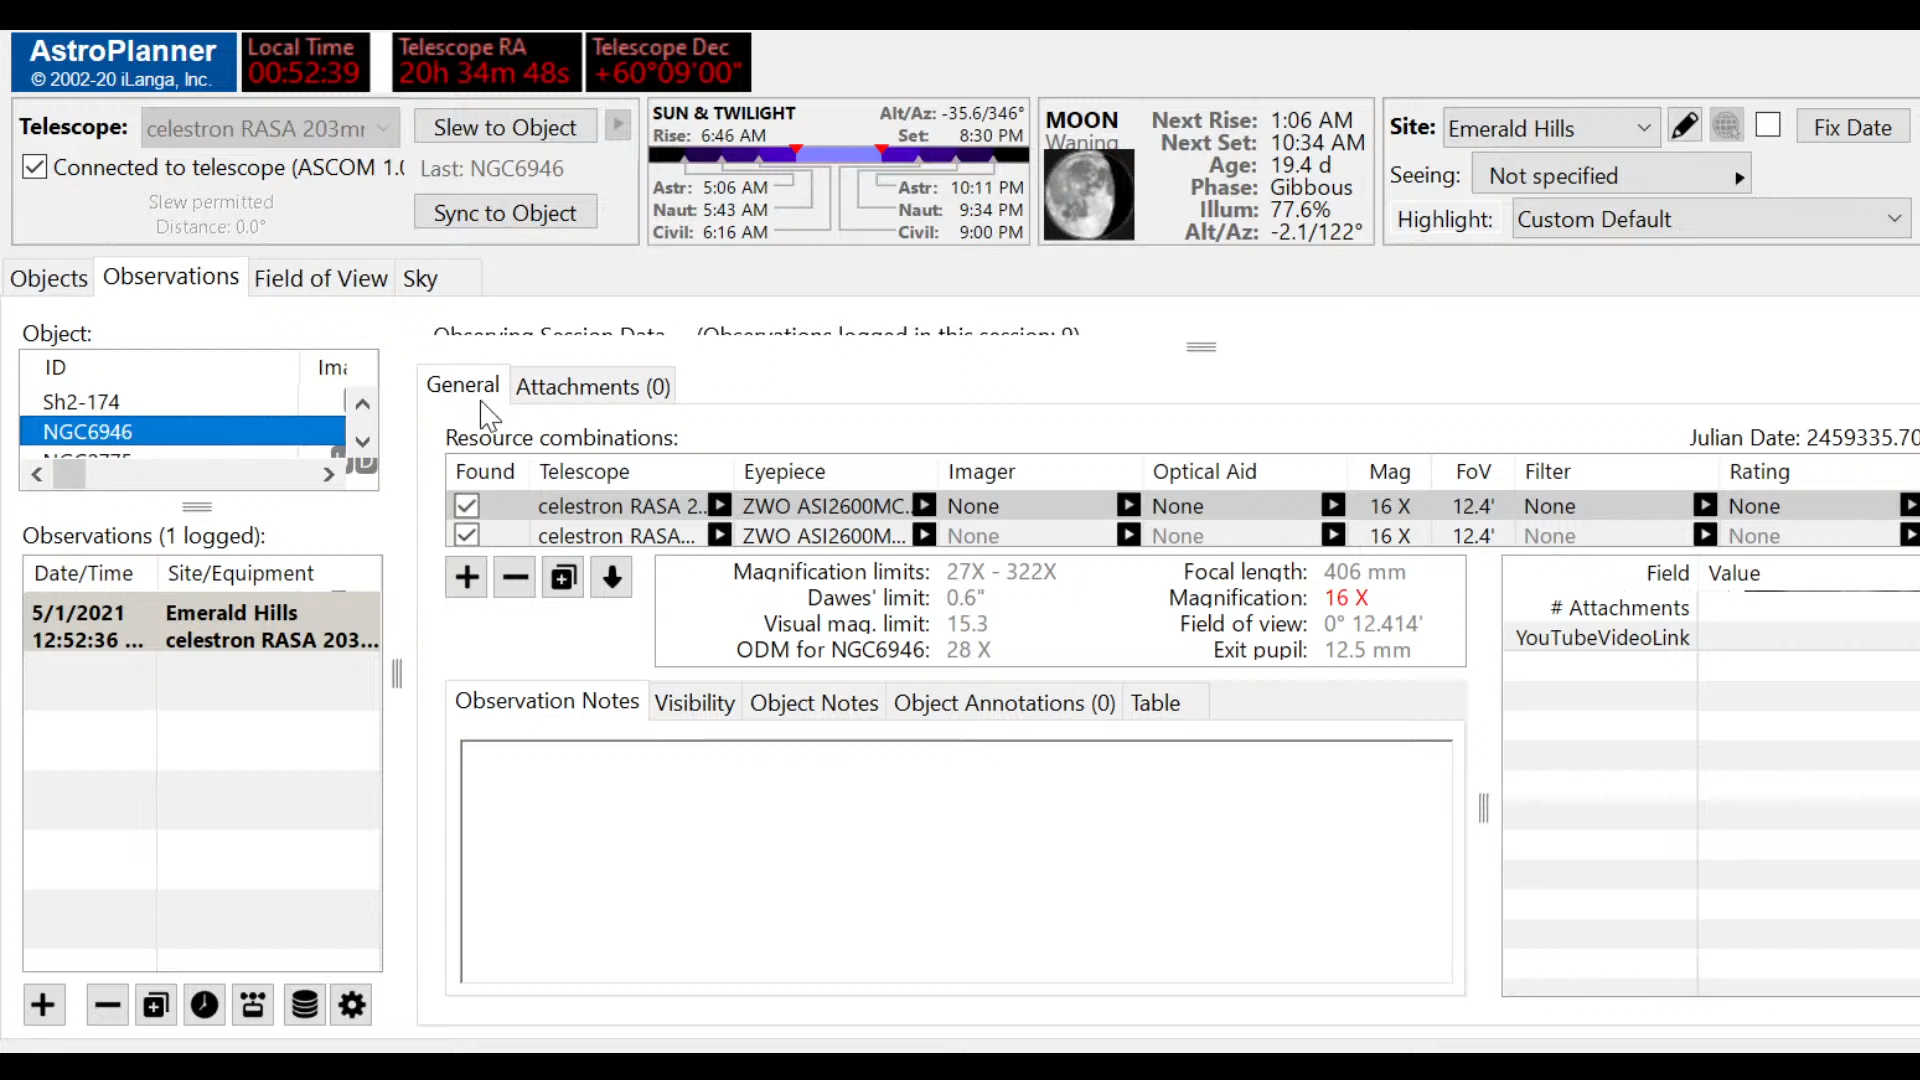 AstroPlanner
© 2002-20 iLanga, Inc.
Local Time
00:52:39
Telescope RA
20h 34m 48s
Telescope Dec
+60°09'00"
Telescope: celestron RASA 203mr
Slew to Object
Connected to telescope (ASCOM 1.0
Last: NGC6946
Slew permitted
Distance: 0.0°
Sync to Object
SUN & TWILIGHT Alt/Az: -35.6/346°
Rise: 6:46 AM Set: 8:30 PM
Astr: 5:06 AM Astr: 10:11 PM
Naut: 5:43 AM Naut: 9:34 PM
Civil: 6:16 AM Civil: 9:00 PM
MOON Next Rise: 1:06 AM
Waning Next Set: 10:34 AM
Age: 19.4 d
Phase: Gibbous
Illum: 77.6%
Alt/Az: -2.1/122°
Site: Emerald Hills Fix Date
Seeing: Not specified
Highlight: Custom Default
Objects Observations Field of View Sky
Object:
ID Ima
Sh2-174
NGC6946
NGC2775
Observations (1 logged):
Date/Time Site/Equipment
5/1/2021 Emerald Hills
12:52:36 ... celestron RASA 203...
Observing Session Data (Observations logged in this session: 9)
General Attachments (0)
Resource combinations: Julian Date: 2459335.70
Found Telescope Eyepiece Imager Optical Aid Mag FoV Filter Rating
celestron RASA 2.. ZWO ASI2600MC.. None None 16 X 12.4' None None
celestron RASA... ZWO ASI2600M... None None 16 X 12.4' None None
Magnification limits: 27X - 322X Focal length: 406 mm
Dawes' limit: 0.6" Magnification: 16 X
Visual mag. limit: 15.3 Field of view: 0° 12.414'
ODM for NGC6946: 28 X Exit pupil: 12.5 mm
Field Value
# Attachments
YouTubeVideoLink
Observation Notes Visibility Object Notes Object Annotations (0) Table